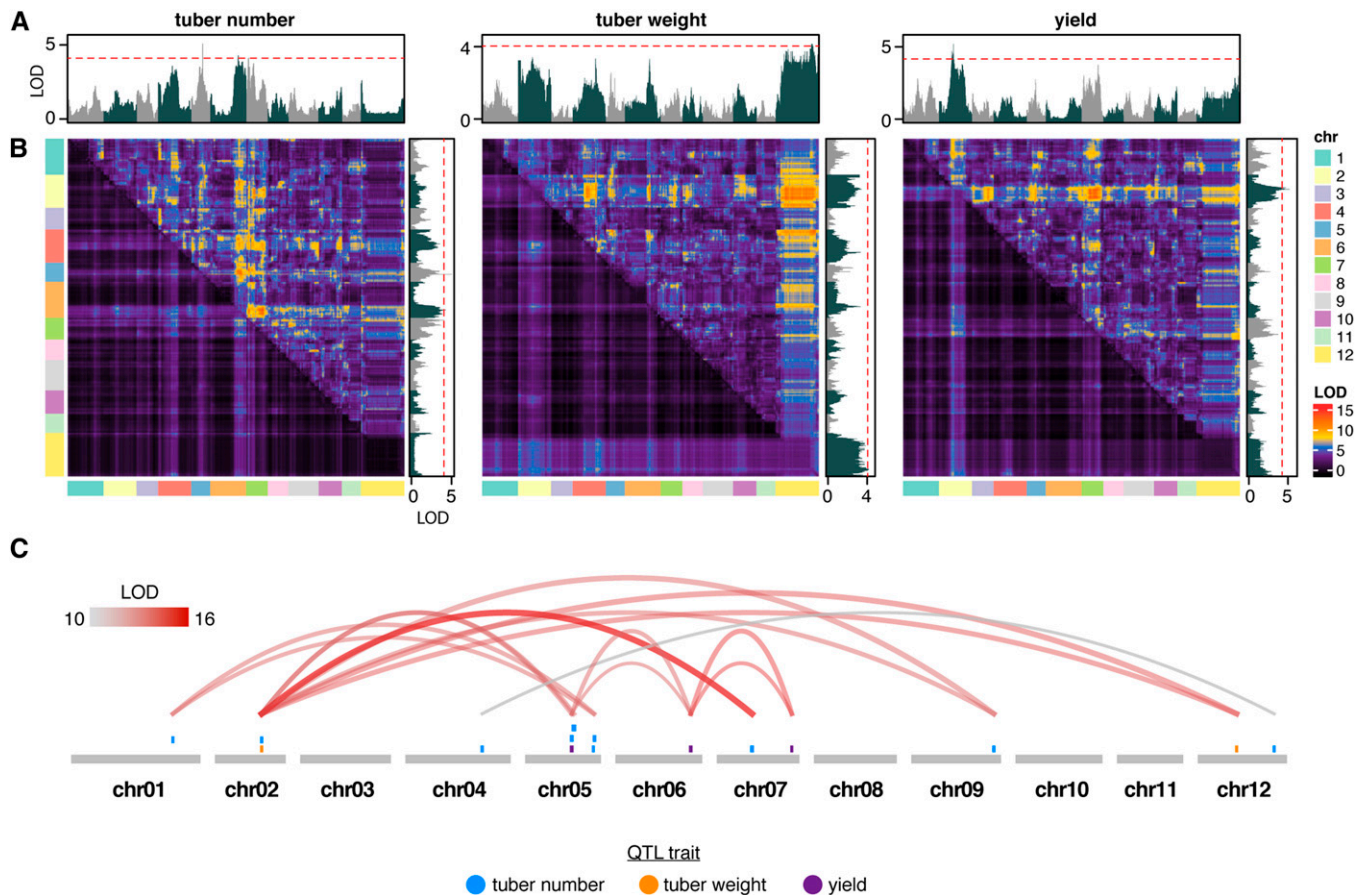 A
tuber number
tuber weight
yield
LOD
5
0
4
0
5
0
B
0 5
LOD
0 4
0 5
chr
1
2
3
4
5
6
7
8
9
10
11
12
LOD
15
10
5
0
C
LOD
10 16
chr01 chr02 chr03 chr04 chr05 chr06 chr07 chr08 chr09 chr10 chr11 chr12
QTL trait
tuber number tuber weight yield